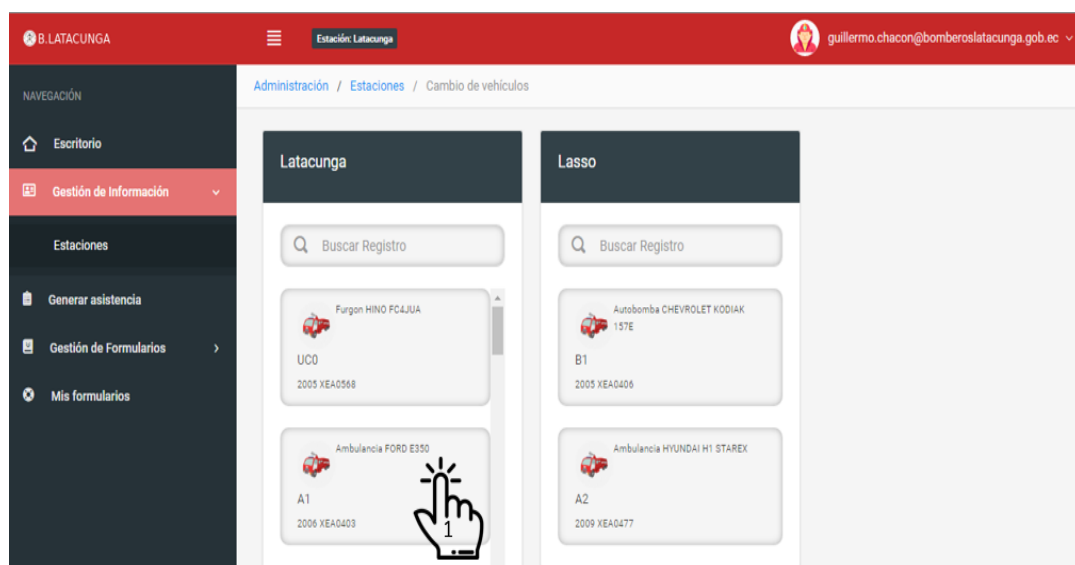 B.LATACUNGA
Estación: Latacunga
guillermo.chacon@bomberoslatacunga.gob.ec
NAVEGACIÓN
Administración / Estaciones / Cambio de vehículos
Escritorio
Gestión de Información
Estaciones
Generar asistencia
Gestión de Formularios
Mis formularios
Latacunga
Buscar Registro
Furgon HINO FC4JUA
UC0
2005 XEA0568
Ambulancia FORD E350
A1
2006 XEA0403
1
Lasso
Buscar Registro
Autobomba CHEVROLET KODIAK
157E
B1
2005 XEA0406
Ambulancia HYUNDAI H1 STAREX
A2
2009 XEA0477